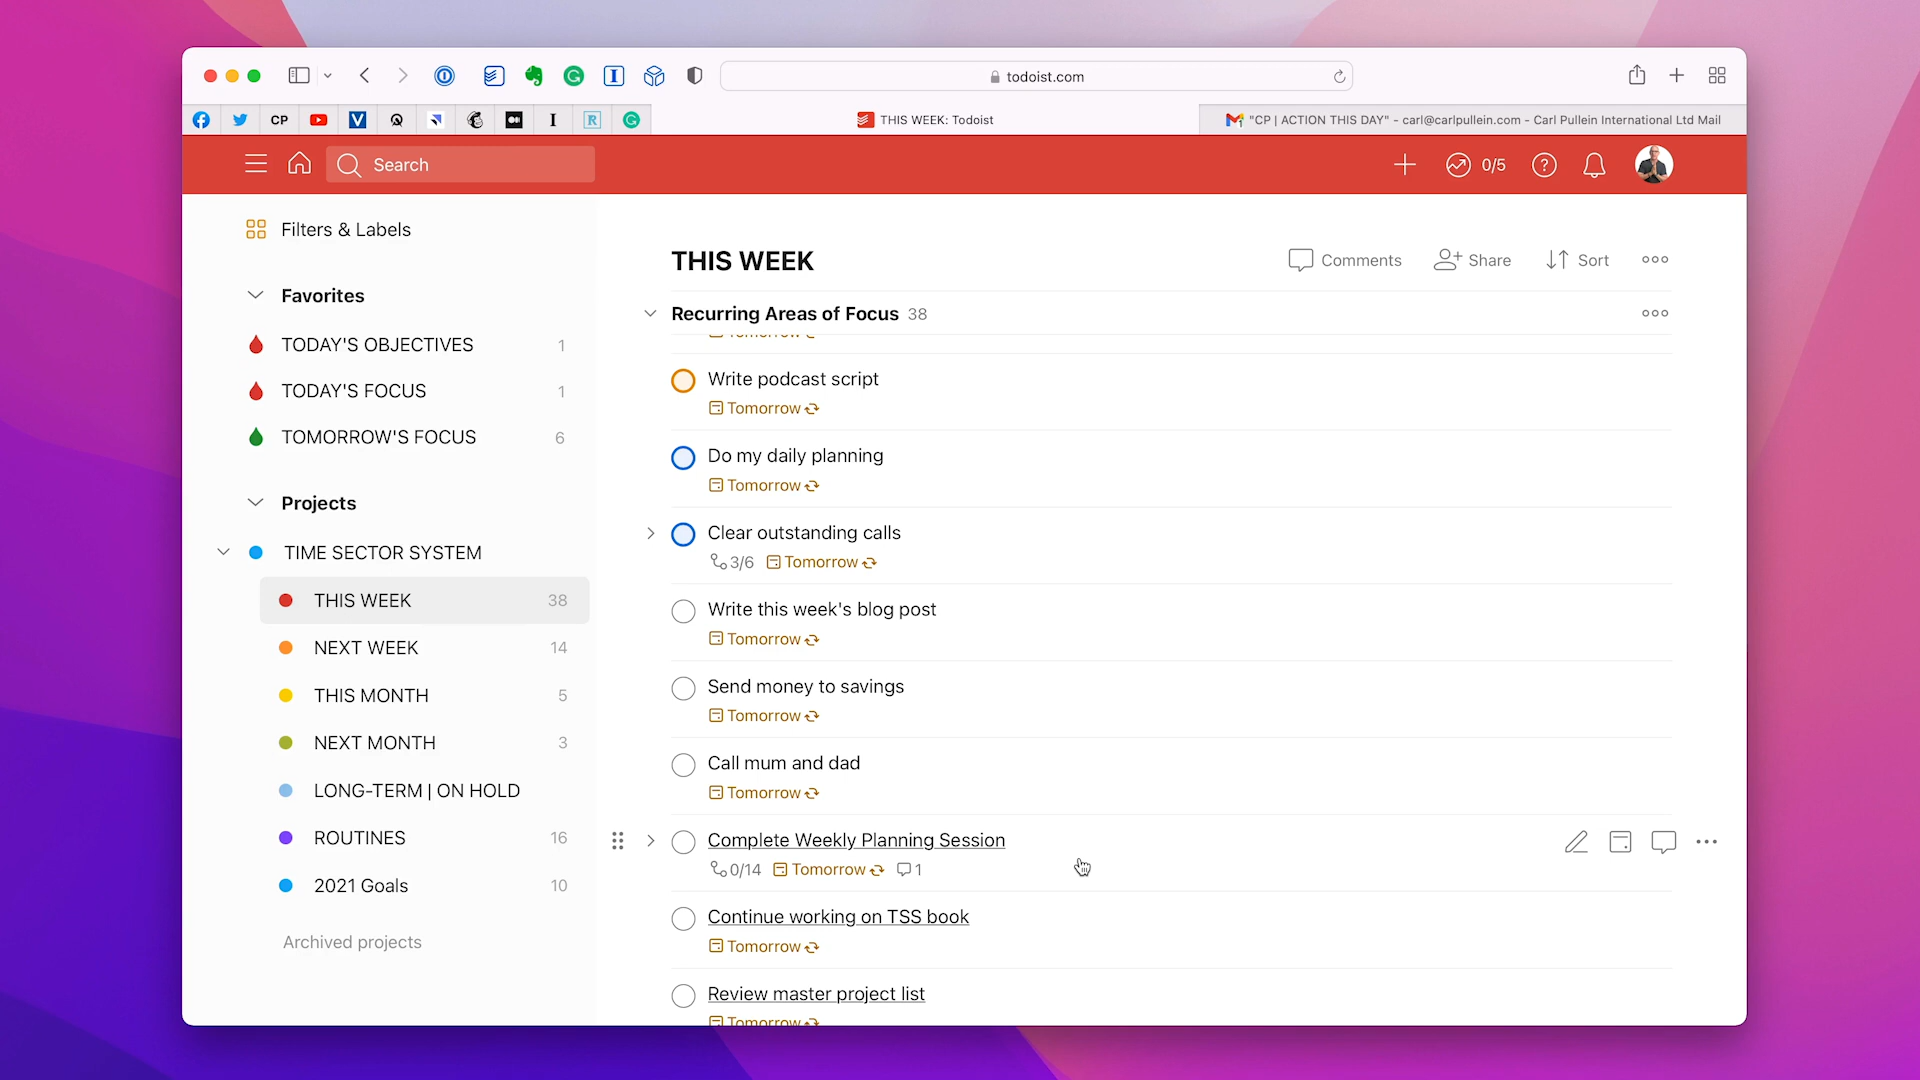 todoist.com
CP
THIS WEEK: Todoist
"CP | ACTION THIS DAY" - carl@carlpullein.com - Carl Pullein International Ltd Mail
Search
0/5
Filters & Labels
Favorites
TODAY'S OBJECTIVES 1
TODAY'S FOCUS 1
TOMORROW'S FOCUS 6
Projects
TIME SECTOR SYSTEM
THIS WEEK 38
NEXT WEEK 14
THIS MONTH 5
NEXT MONTH 3
LONG-TERM | ON HOLD
ROUTINES 16
2021 Goals 10
Archived projects
THIS WEEK
Comments
Share
Sort
Recurring Areas of Focus 38
Tomorrow
Write podcast script
Tomorrow
Do my daily planning
Tomorrow
Clear outstanding calls
3/6 Tomorrow
Write this week's blog post
Tomorrow
Send money to savings
Tomorrow
Call mum and dad
Tomorrow
Complete Weekly Planning Session
0/14 Tomorrow 1
Continue working on TSS book
Tomorrow
Review master project list
Tomorrow